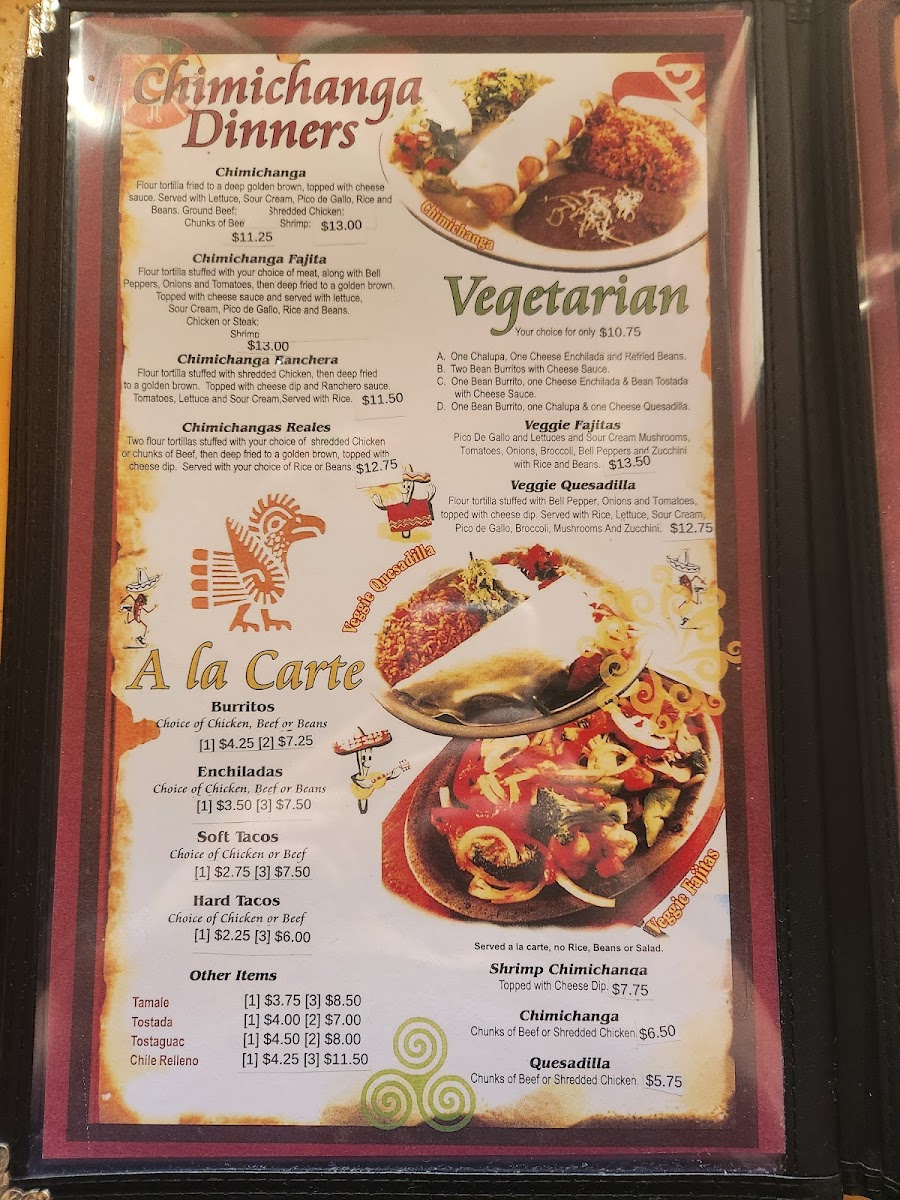 Chimichanga
Dinners
Chimichanga
Flour tortilla fried to a deep golden brown, topped with cheese
sauce. Served with Lettuce, Sour Cream, Pico de Gallo, Rice and
Beans. Ground Beef: Shredded Chicken:
Chunks of Bee Shrimp: $13.00
$11.25
Chimichanga Fajita
Flour tortilla stuffed with your choice of meat, along with Bell
Peppers, Onions and Tomatoes, then deep fried to a golden brown.
Topped with cheese sauce and served with lettuce,
Sour Cream, Pico de Gallo, Rice and Beans.
Chicken or Steak:
Shrimp
$13.00
Chimichanga Ranchera
Flour tortilla stuffed with shredded Chicken, then deep fried
to a golden brown. Topped with cheese dip and Ranchero sauce.
Tomatoes, Lettuce and Sour Cream,Served with Rice. $11.50
Chimichangas Reales
Two flour tortillas stuffed with your choice of shredded Chicken
or chunks of Beef, then deep fried to a golden brown, topped with
cheese dip. Served with your choice of Rice or Beans. $12.75
A la Carte
Burritos
Choice of Chicken, Beef or Beans
[1] $4.25 [2] $7.25
Enchiladas
Choice of Chicken, Beef or Beans
[1] $3.50 [3] $7.50
Soft Tacos
Choice of Chicken or Beef
[1] $2.75 [3] $7.50
Hard Tacos
Choice of Chicken or Beef
[1] $2.25 [3] $6.00
Other Items
Tamale [1] $3.75 [3] $8.50
Tostada [1] $4.00 [2] $7.00
Tostaguac [1] $4.50 [2] $8.00
Chile Relleno [1] $4.25 [3] $11.50
Chimichanga
Vegetarian
Your choice for only $10.75
A. One Chalupa, One Cheese Enchilada and Refried Beans.
B. Two Bean Burritos with Cheese Sauce.
C. One Bean Burrito, one Cheese Enchilada & Bean Tostada
with Cheese Sauce.
D. One Bean Burrito, one Chalupa & one Cheese Quesadilla.
Veggie Fajitas
Pico De Gallo and Lettuces and Sour Cream Mushrooms,
Tomatoes, Onions, Broccoli, Bell Peppers and Zucchini
with Rice and Beans. $13.50
Veggie Quesadilla
Flour tortilla stuffed with Bell Pepper, Onions and Tomatoes,
topped with cheese dip. Served with Rice, Lettuce, Sour Cream,
Pico de Gallo, Broccoli, Mushrooms And Zucchini. $12.75
Veggie Quesadilla
Veggie Fajitas
Served a la carte, no Rice, Beans or Salad.
Shrimp Chimichanga
Topped with Cheese Dip. $7.75
Chimichanga
Chunks of Beef or Shredded Chicken. $6.50
Quesadilla
Chunks of Beef or Shredded Chicken. $5.75